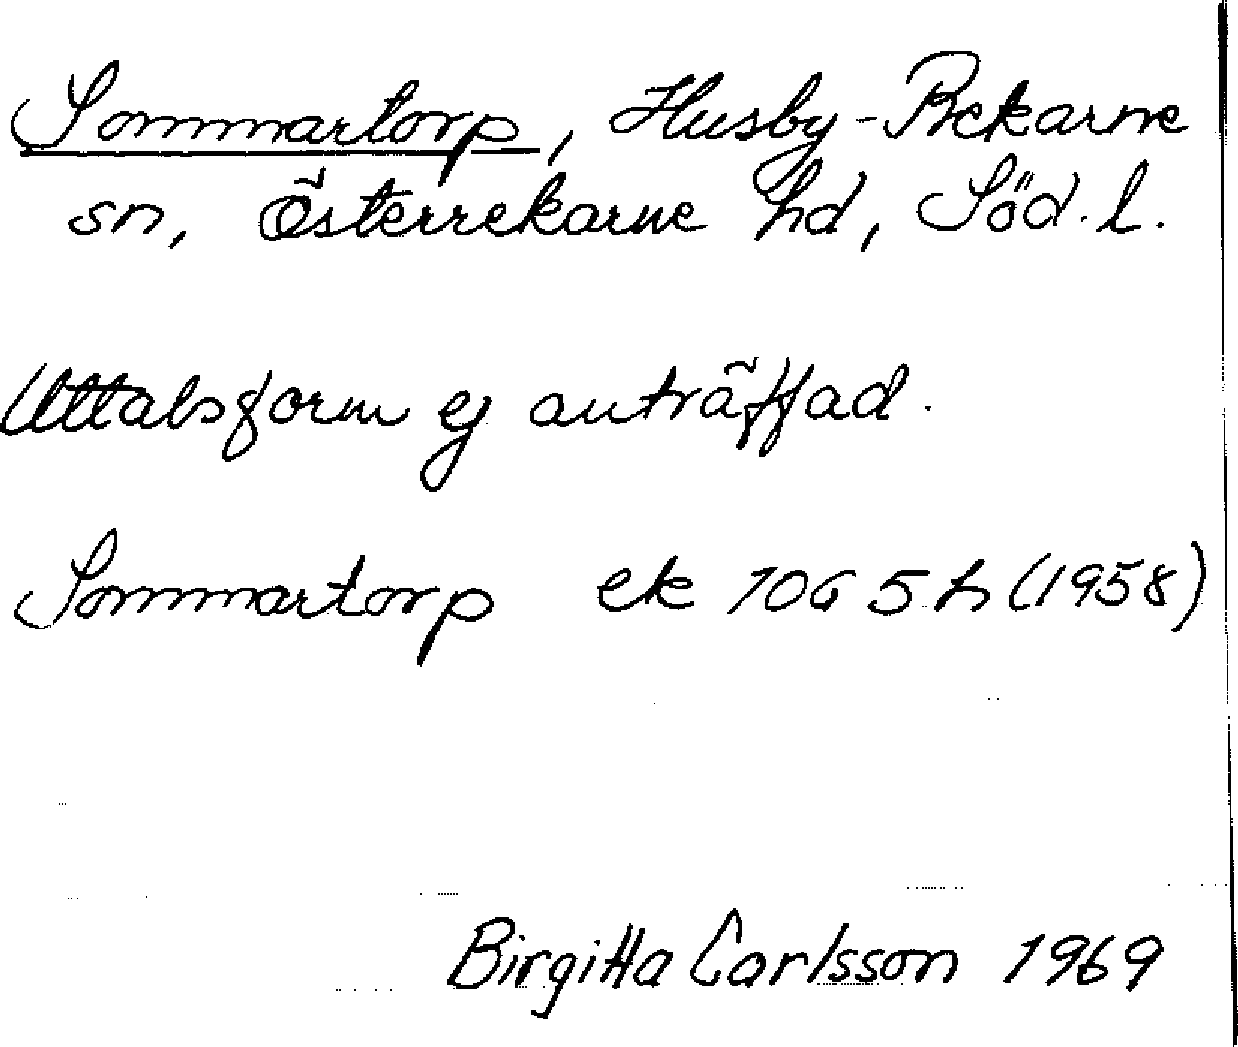 Sommartorp, Husby-Rekarne
sn, Österrekarne hd, Söd. l.
Uttalsform ej anträffad.
Sommartorp ek 10G 5h (1958)
Birgitta Carlsson 1969